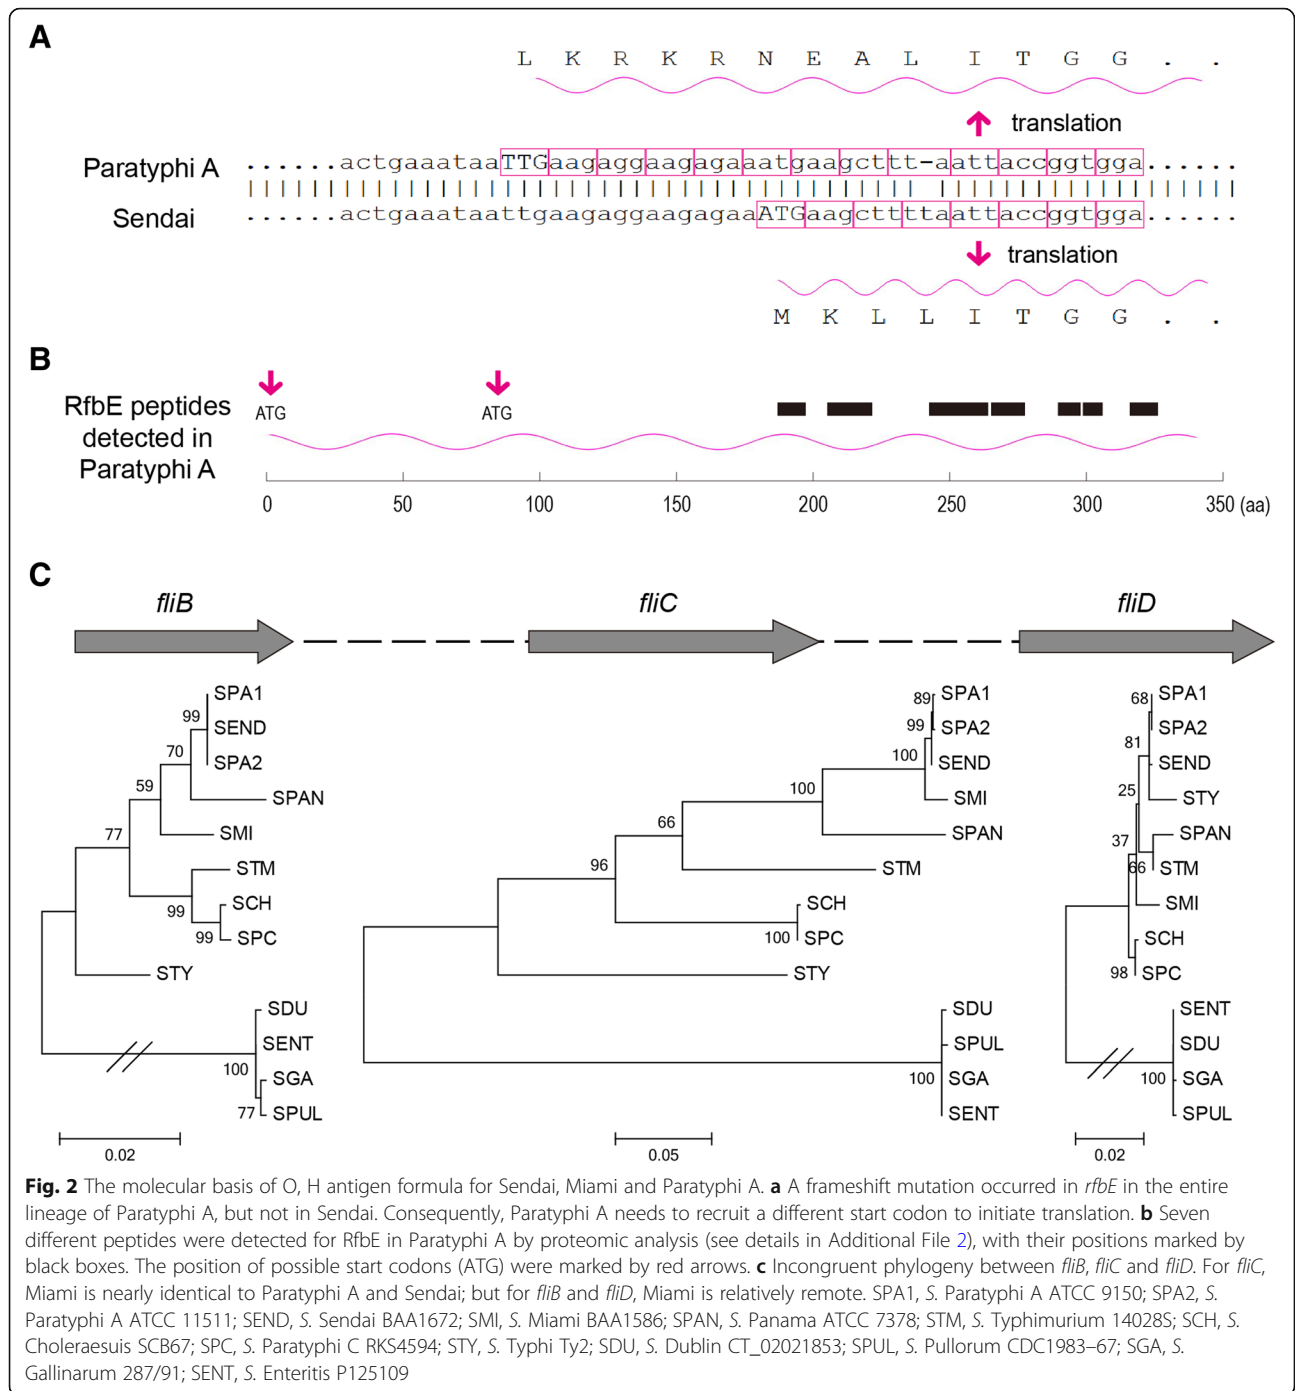 A
L K R K R N E A L I T G G . .
translation
Paratyphi A ......actgaaataaTTGaagaggaagagaaatgaagcttt-aattaccggtgga......
Sendai ......actgaaataattgaagaggaagagaaATGaagcttttaattaccggtgga......
translation
M K L L I T G G . .
B
RfbE peptides
detected in
Paratyphi A
ATG ATG
0 50 100 150 200 250 300 350 (aa)
C
fliB fliC fliD
SPA1
SEND
SPA2
SPAN
SMI
STM
SCH
SPC
STY
SDU
SENT
SGA
SPUL
99
70
59
77
99
99
100
77
0.02
SPA1
SPA2
SEND
SMI
SPAN
STM
SCH
SPC
STY
SDU
SPUL
SGA
SENT
89
99
100
100
66
96
100
100
0.05
SPA1
SPA2
SEND
STY
SPAN
STM
SMI
SCH
SPC
SENT
SDU
SGA
SPUL
68
81
25
37
66
98
100
0.02
Fig. 2 The molecular basis of O, H antigen formula for Sendai, Miami and Paratyphi A. a A frameshift mutation occurred in rfbE in the entire
lineage of Paratyphi A, but not in Sendai. Consequently, Paratyphi A needs to recruit a different start codon to initiate translation. b Seven
different peptides were detected for RfbE in Paratyphi A by proteomic analysis (see details in Additional File 2), with their positions marked by
black boxes. The position of possible start codons (ATG) were marked by red arrows. c Incongruent phylogeny between fliB, fliC and fliD. For fliC,
Miami is nearly identical to Paratyphi A and Sendai; but for fliB and fliD, Miami is relatively remote. SPA1, S. Paratyphi A ATCC 9150; SPA2, S.
Paratyphi A ATCC 11511; SEND, S. Sendai BAA1672; SMI, S. Miami BAA1586; SPAN, S. Panama ATCC 7378; STM, S. Typhimurium 14028S; SCH, S.
Choleraesuis SCB67; SPC, S. Paratyphi C RKS4594; STY, S. Typhi Ty2; SDU, S. Dublin CT_02021853; SPUL, S. Pullorum CDC1983–67; SGA, S.
Gallinarum 287/91; SENT, S. Enteritis P125109